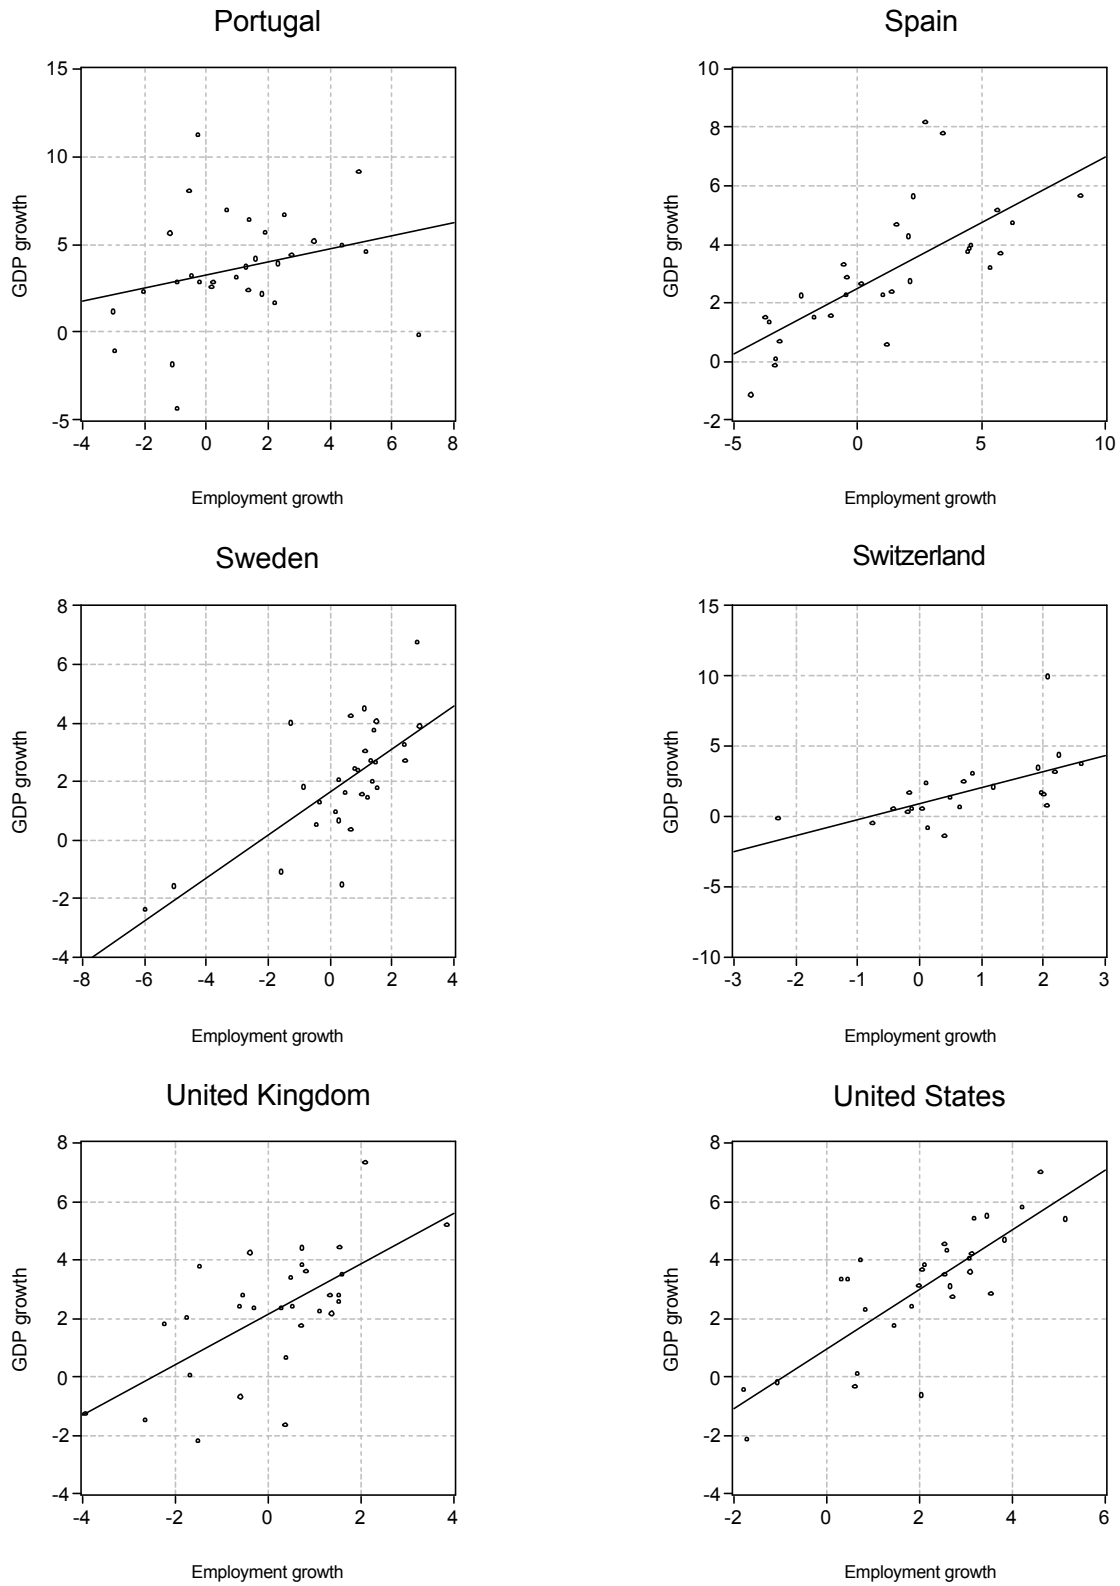 Portugal
15
10
5
0
-5
GDP growth
-4 -2 0 2 4 6 8
Employment growth
Spain
10
8
6
4
2
0
-2
GDP growth
-5 0 5 10
Employment growth
Sweden
8
6
4
2
0
-2
-4
GDP growth
-8 -6 -4 -2 0 2 4
Employment growth
Switzerland
15
10
5
0
-5
-10
GDP growth
-3 -2 -1 0 1 2 3
Employment growth
United Kingdom
8
6
4
2
0
-2
-4
GDP growth
-4 -2 0 2 4
Employment growth
United States
8
6
4
2
0
-2
-4
GDP growth
-2 0 2 4 6
Employment growth